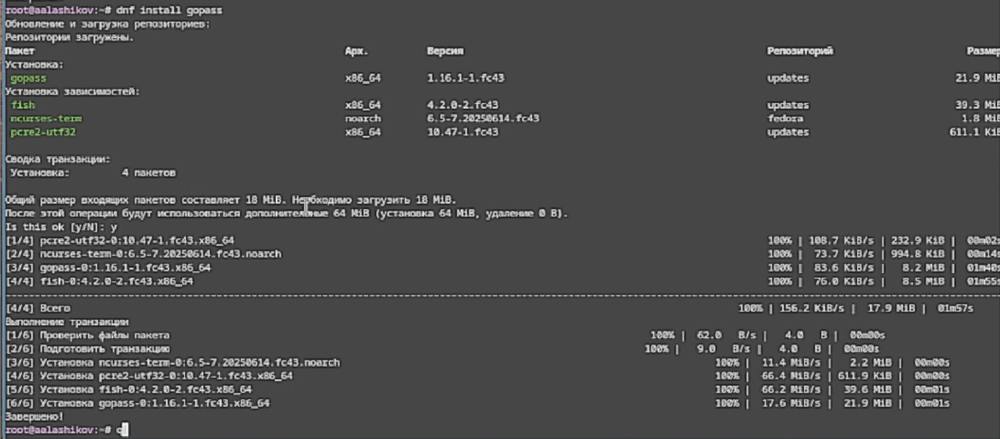 root@aalashikov:~# dnf install gopass
Обновление и загрузка репозиториев:
Репозитории загружены.
Пакет Арх. Версия Репозиторий Размер
Установка:
gopass x86_64 1.16.1-1.fc43 updates 21.9 MiB
Установка зависимостей:
fish x86_64 4.2.0-2.fc43 updates 39.3 MiB
ncurses-term noarch 6.5-7.20250614.fc43 fedora 1.8 MiB
pcre2-utf32 x86_64 10.47-1.fc43 updates 611.1 KiB
Сводка транзакции:
Установка: 4 пакетов
Общий размер входящих пакетов составляет 18 MiB. Необходимо загрузить 18 MiB.
После этой операции будут использоваться дополнительные 64 MiB (установка 64 MiB, удаление 0 B).
Is this ok [y/N]: y
[1/4] pcre2-utf32-0:10.47-1.fc43.x86_64 100% | 108.7 KiB/s | 232.9 KiB | 00m02s
[2/4] ncurses-term-0:6.5-7.20250614.fc43.noarch 100% | 73.7 KiB/s | 994.8 KiB | 00m14s
[3/4] gopass-0:1.16.1-1.fc43.x86_64 100% | 83.6 KiB/s | 8.2 MiB | 01m40s
[4/4] fish-0:4.2.0-2.fc43.x86_64 100% | 76.0 KiB/s | 8.5 MiB | 01m55s
--------------------------------------------------------------------------------
[4/4] Всего 100% | 156.2 KiB/s | 17.9 MiB | 01m57s
Выполнение транзакции
[1/6] Проверить файлы пакета 100% | 62.0 B/s | 4.0 B | 00m00s
[2/6] Подготовить транзакцию 100% | 9.0 B/s | 4.0 B | 00m00s
[3/6] Установка ncurses-term-0:6.5-7.20250614.fc43.noarch 100% | 11.4 MiB/s | 2.2 MiB | 00m00s
[4/6] Установка pcre2-utf32-0:10.47-1.fc43.x86_64 100% | 66.4 MiB/s | 611.9 KiB | 00m00s
[5/6] Установка fish-0:4.2.0-2.fc43.x86_64 100% | 66.2 MiB/s | 39.6 MiB | 00m01s
[6/6] Установка gopass-0:1.16.1-1.fc43.x86_64 100% | 17.6 MiB/s | 21.9 MiB | 00m01s
Завершено!
root@aalashikov:~#